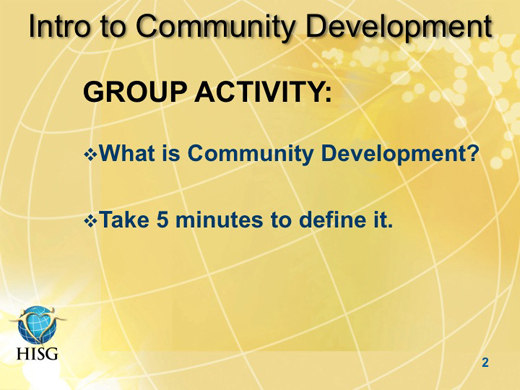 Intro to Community Development
GROUP ACTIVITY:
❖What is Community Development?
❖Take 5 minutes to define it.
HISG
2